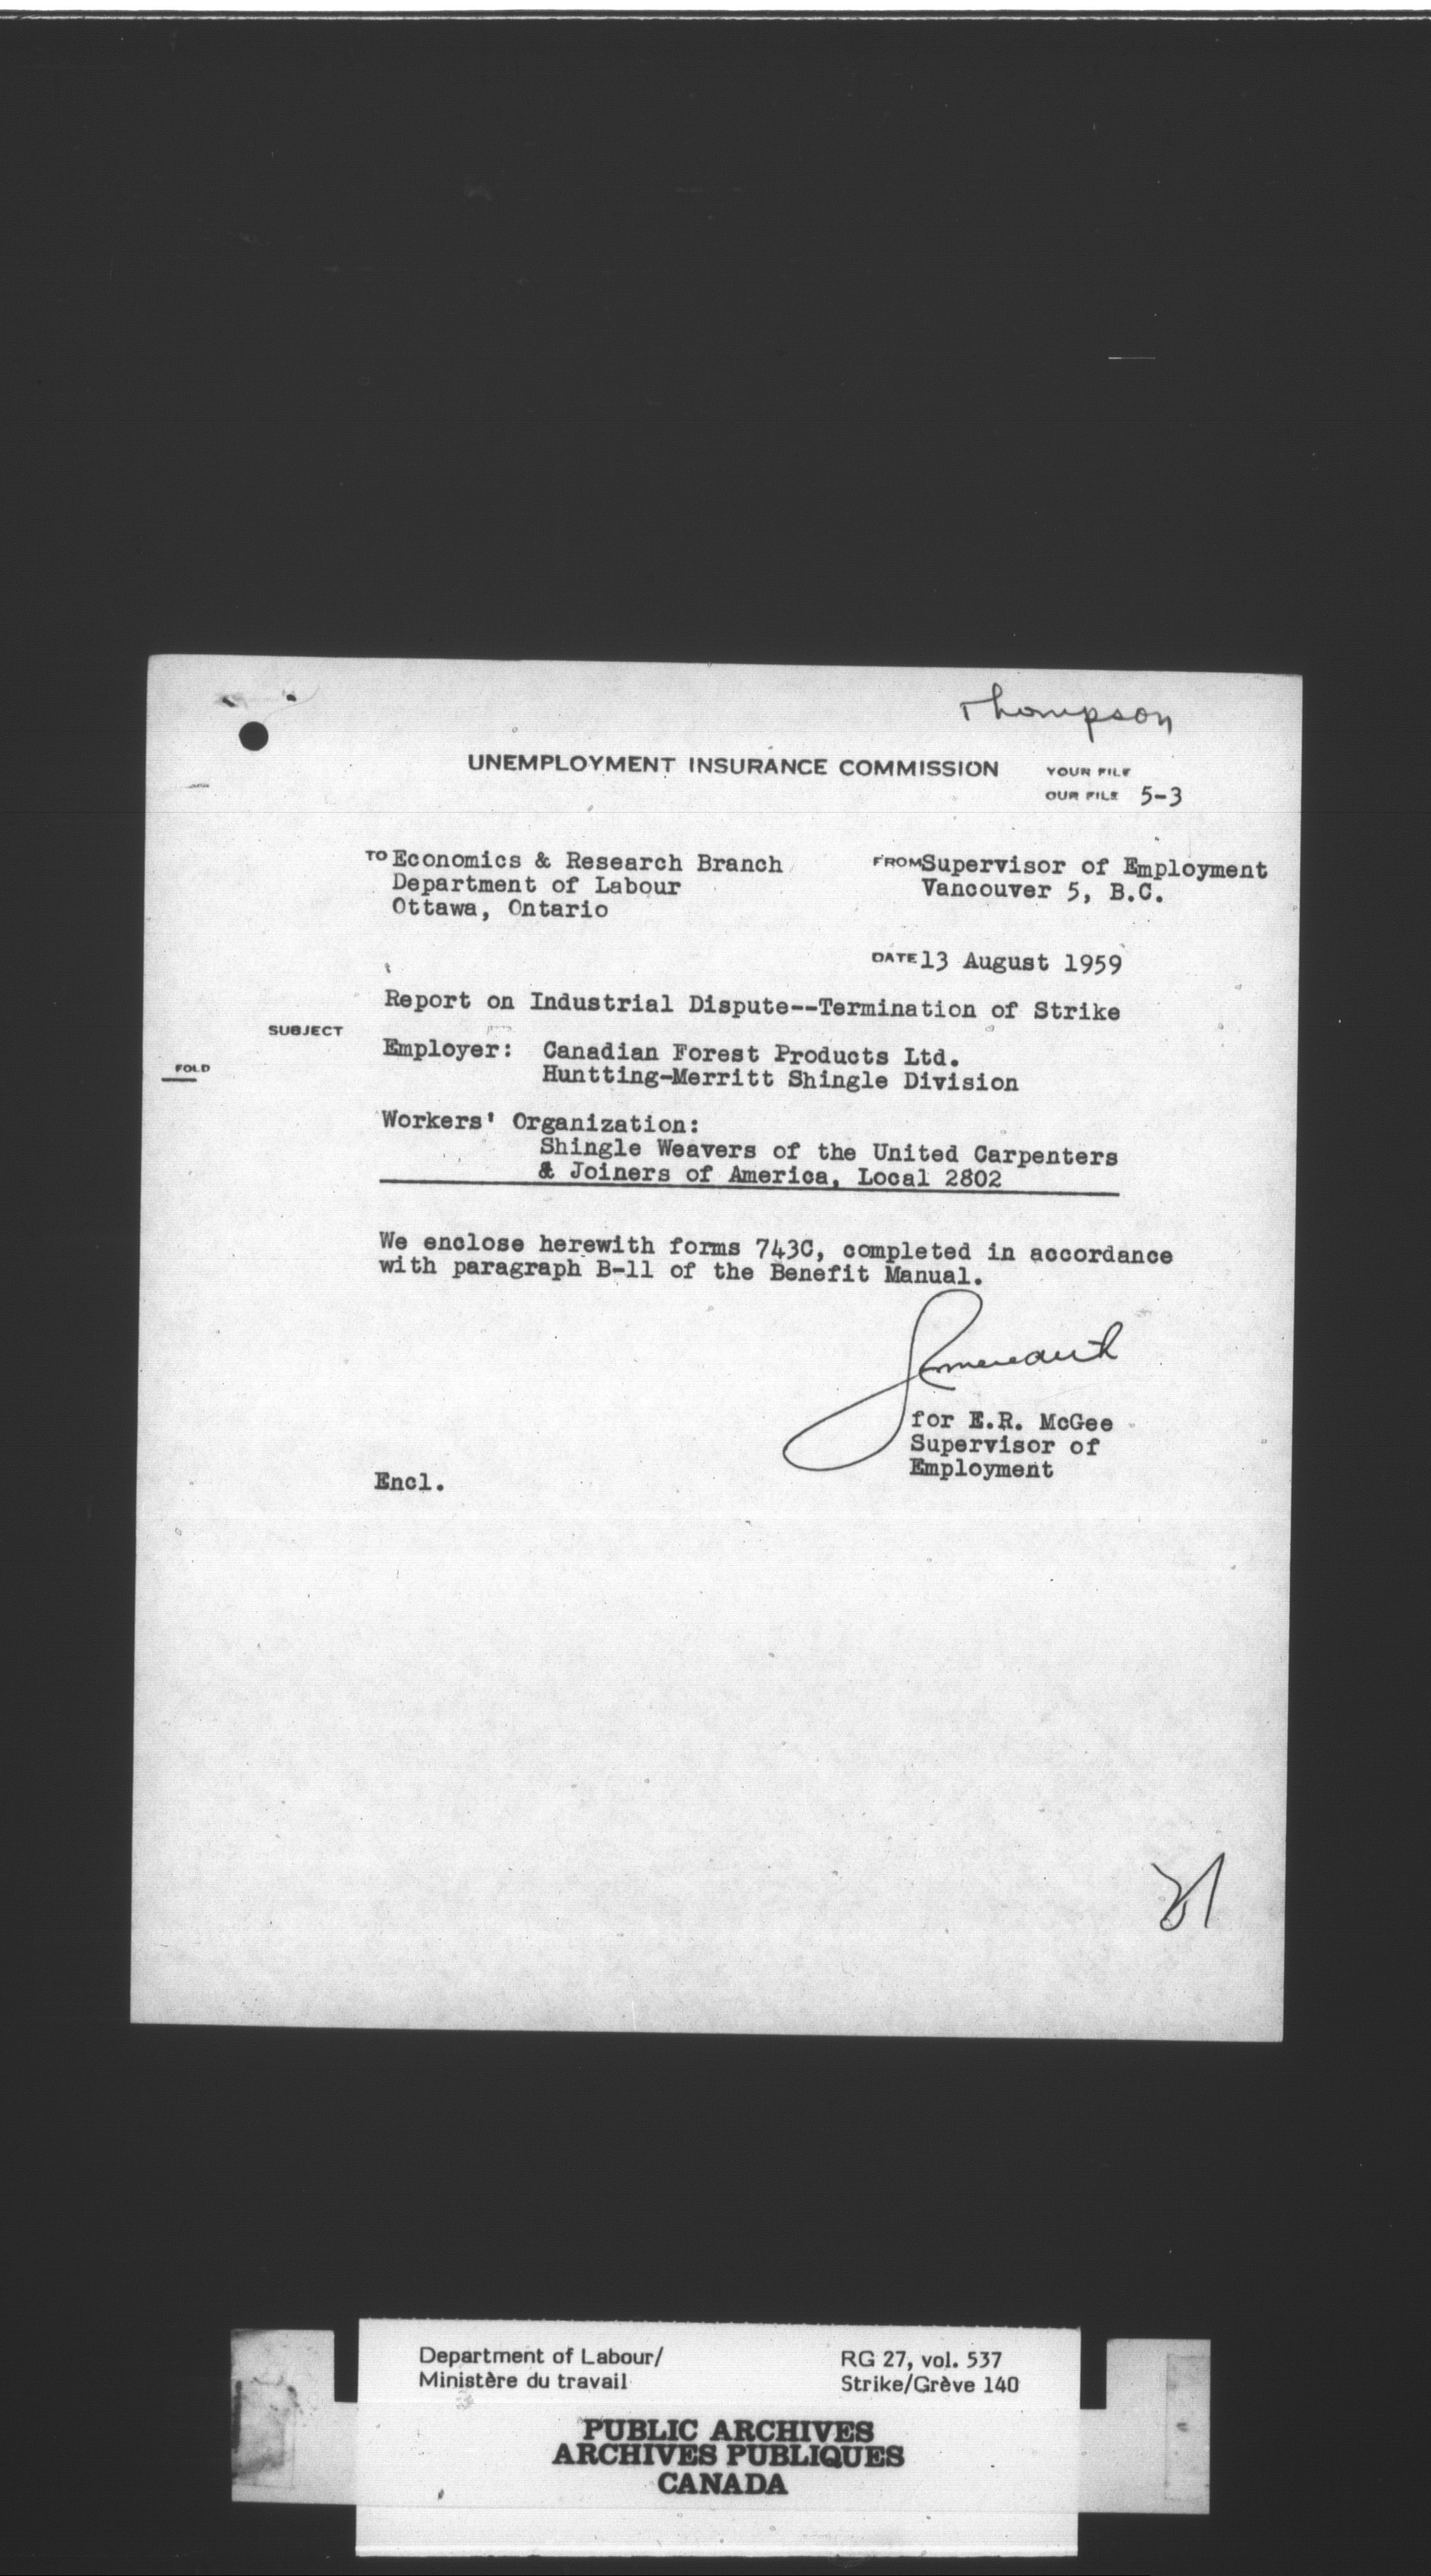 Thompson
UNEMPLOYMENT INSURANCE COMMISSION
YOUR FILE
OUR FILE 5-3
TO Economics & Research Branch
Department of Labour
Ottawa, Ontario
FROM Supervisor of Employment
Vancouver 5, B.C.
DATE 13 August 1959
Report on Industrial Dispute--Termination of Strike
SUBJECT
Employer: Canadian Forest Products Ltd.
Huntting-Merritt Shingle Division
FOLD
Workers' Organization:
Shingle Weavers of the United Carpenters
& Joiners of America, Local 2802
We enclose herewith forms 743C, completed in accordance
with paragraph B-11 of the Benefit Manual.
for E.R. McGee
Supervisor of
Employment
Encl.
Department of Labour/
Ministère du travail
RG 27, vol. 537
Strike/Grève 140
PUBLIC ARCHIVES
ARCHIVES PUBLIQUES
CANADA